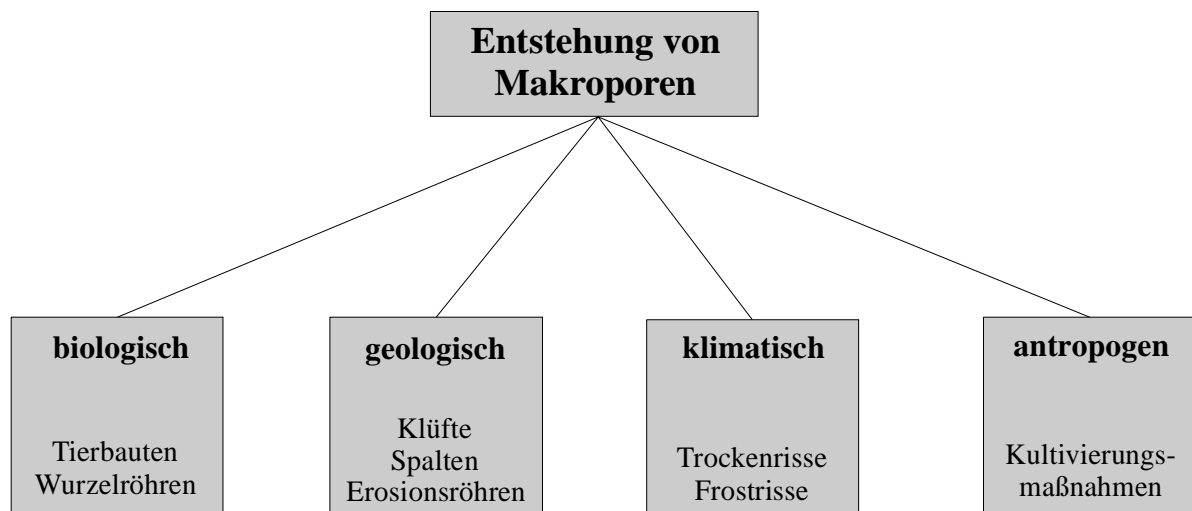 Entstehung von
Makroporen
biologisch
Tierbauten
Wurzelröhren
geologisch
Klüfte
Spalten
Erosionsröhren
klimatisch
Trockenrisse
Frostrisse
antropogen
Kultivierungs-
maßnahmen